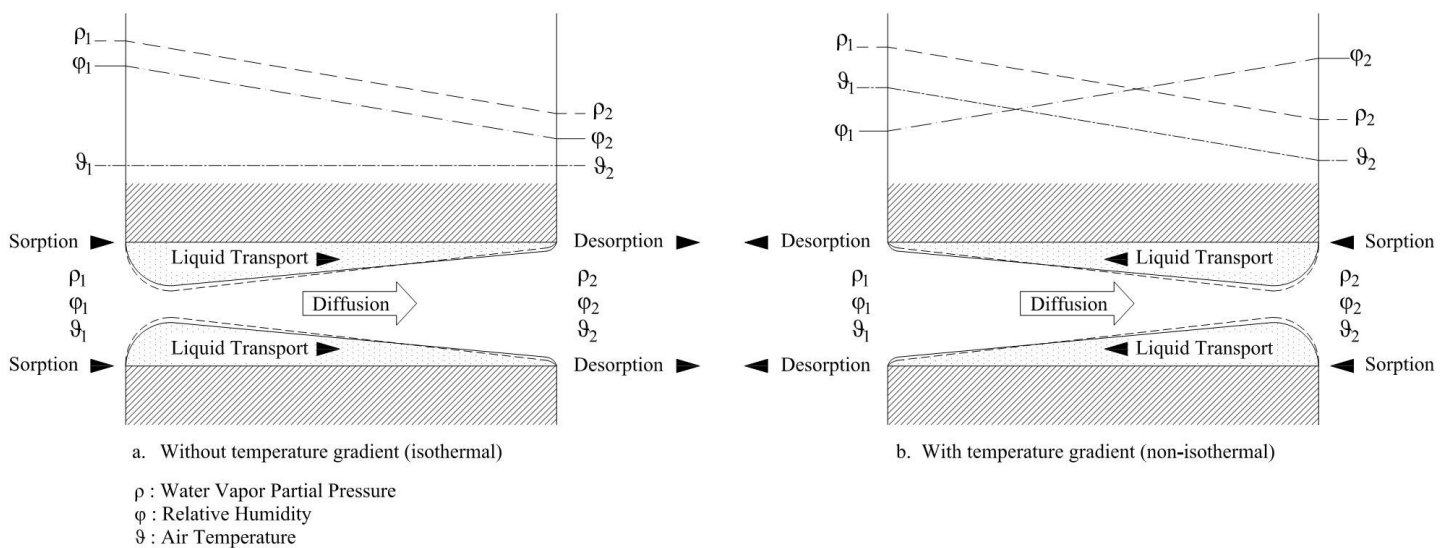 ρ₁
φ₁
ρ₂
φ₂
ϑ₁
ϑ₂
Sorption
Liquid Transport
Desorption
ρ₁
φ₁
ϑ₁
Diffusion
ρ₂
φ₂
ϑ₂
Sorption
Liquid Transport
Desorption
a. Without temperature gradient (isothermal)
ρ₁
ϑ₁
φ₁
φ₂
ρ₂
ϑ₂
Desorption
Liquid Transport
Sorption
ρ₁
φ₁
ϑ₁
Diffusion
ρ₂
φ₂
ϑ₂
Desorption
Liquid Transport
Sorption
b. With temperature gradient (non-isothermal)
ρ : Water Vapor Partial Pressure
φ : Relative Humidity
ϑ : Air Temperature